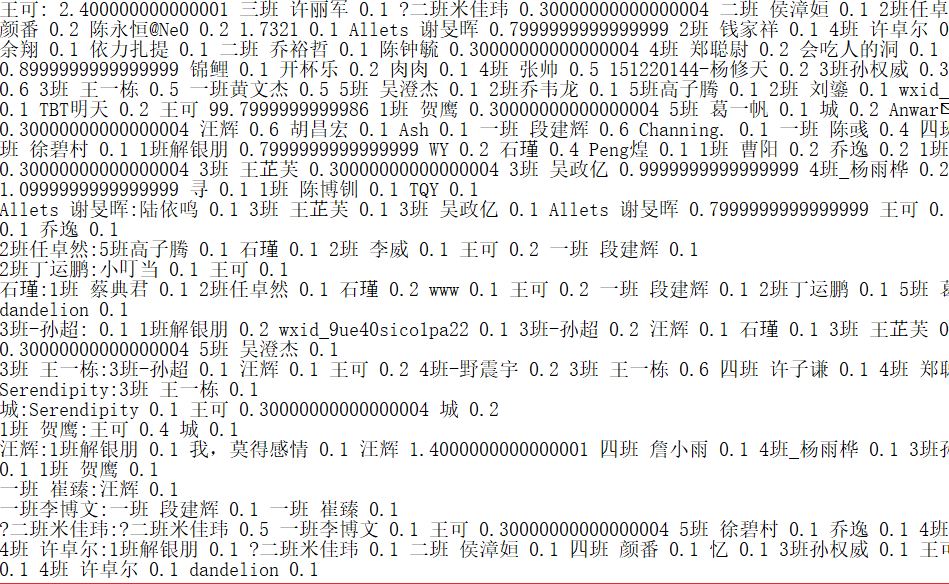 王可: 2.400000000000001 三班 许丽军 0.1 ?二班米佳玮 0.30000000000000004 二班 侯漳姮 0.1 2班任卓
颜番 0.2 陈永恒@NeO 0.2 1.7321 0.1 Allets 谢旻晖 0.7999999999999999 2班 钱家祥 0.1 4班 许卓尔 0
余翔 0.1 依力扎提 0.1 二班 乔裕哲 0.1 陈钟毓 0.30000000000000004 4班 郑聪尉 0.2 会吃人的洞 0.1
0.8999999999999999 锦鲤 0.1 开杯乐 0.2 肉肉 0.1 4班 张帅 0.5 151220144-杨修天 0.2 3班孙权威 0.3
0.6 3班 王一栋 0.5 一班黄文杰 0.5 5班 吴澄杰 0.1 2班乔韦龙 0.1 5班高子腾 0.1 2班 刘鎏 0.1 wxid_
0.1 TBT明天 0.2 王可 99.7999999999986 1班 贺鹰 0.30000000000000004 5班 葛一帆 0.1 城 0.2 Anwar
0.30000000000000004 汪辉 0.6 胡昌宏 0.1 Ash 0.1 一班 段建辉 0.6 Channing. 0.1 一班 陈彧 0.4 四班
班 徐碧村 0.1 1班解银朋 0.7999999999999999 WY 0.2 石瑾 0.4 Peng煌 0.1 1班 曹阳 0.2 乔逸 0.2 1班
0.30000000000000004 3班 王芷芙 0.30000000000000004 3班 吴政亿 0.9999999999999999 4班_杨雨桦 0.2
1.0999999999999999 寻 0.1 1班 陈博钏 0.1 TQY 0.1
Allets 谢旻晖:陆依鸣 0.1 3班 王芷芙 0.1 3班 吴政亿 0.1 Allets 谢旻晖 0.7999999999999999 王可 0.
0.1 乔逸 0.1
2班任卓然:5班高子腾 0.1 石瑾 0.1 2班 李威 0.1 王可 0.2 一班 段建辉 0.1
2班丁运鹏:小叮当 0.1 王可 0.1
石瑾:1班 蔡典君 0.1 2班任卓然 0.1 石瑾 0.2 www 0.1 王可 0.2 一班 段建辉 0.1 2班丁运鹏 0.1 5班 葛
dandelion 0.1
3班-孙超: 0.1 1班解银朋 0.2 wxid_9ue40sico1pa22 0.1 3班-孙超 0.2 汪辉 0.1 石瑾 0.1 3班 王芷芙 0
0.30000000000000004 5班 吴澄杰 0.1
3班 王一栋:3班-孙超 0.1 汪辉 0.1 王可 0.2 4班-野震宇 0.2 3班 王一栋 0.6 四班 许子谦 0.1 4班 郑聪
Serendipity:3班 王一栋 0.1
城:Serendipity 0.1 王可 0.30000000000000004 城 0.2
1班 贺鹰:王可 0.4 城 0.1
汪辉:1班解银朋 0.1 我，莫得感情 0.1 汪辉 1.4000000000000001 四班 詹小雨 0.1 4班_杨雨桦 0.1 3班孙
0.1 1班 贺鹰 0.1
一班 崔臻:汪辉 0.1
一班李博文:一班 段建辉 0.1 一班 崔臻 0.1
?二班米佳玮:?二班米佳玮 0.5 一班李博文 0.1 王可 0.30000000000000004 5班 徐碧村 0.1 乔逸 0.1 4班
4班 许卓尔:1班解银朋 0.1 ?二班米佳玮 0.1 二班 侯漳姮 0.1 四班 颜番 0.1 忆 0.1 3班孙权威 0.1 王可
0.1 4班 许卓尔 0.1 dandelion 0.1